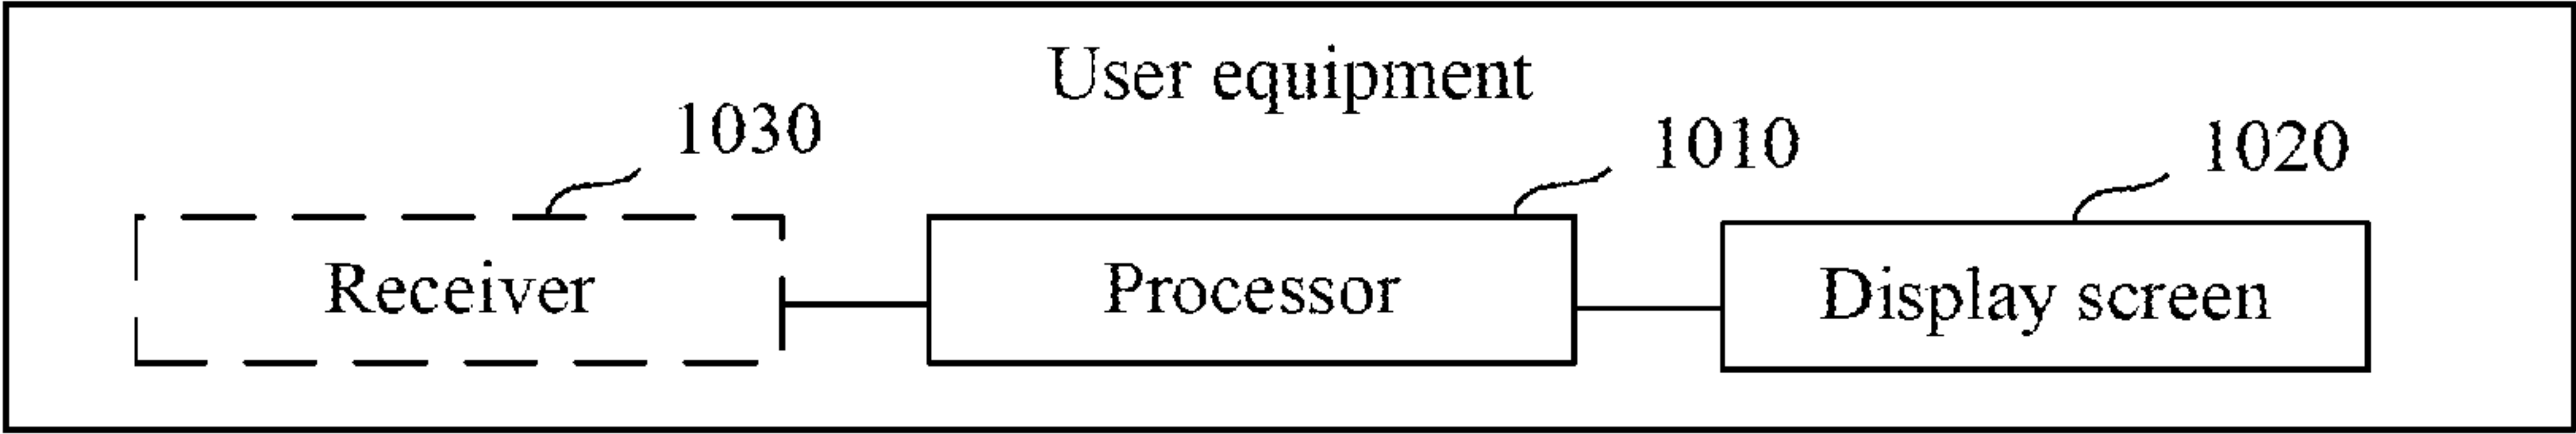 User equipment
1030
1010
1020
Receiver
Processor
Display screen